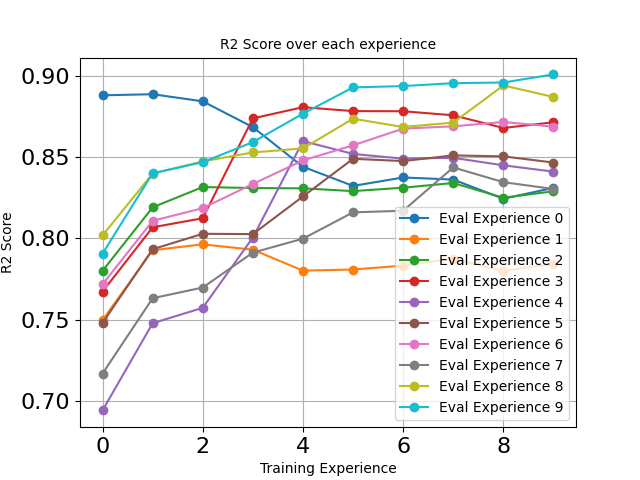 R2 Score over each experience
R2 Score
0.90
0.85
0.80
0.75
0.70
0
2
4
6
8
Training Experience
Eval Experience 0
Eval Experience 1
Eval Experience 2
Eval Experience 3
Eval Experience 4
Eval Experience 5
Eval Experience 6
Eval Experience 7
Eval Experience 8
Eval Experience 9